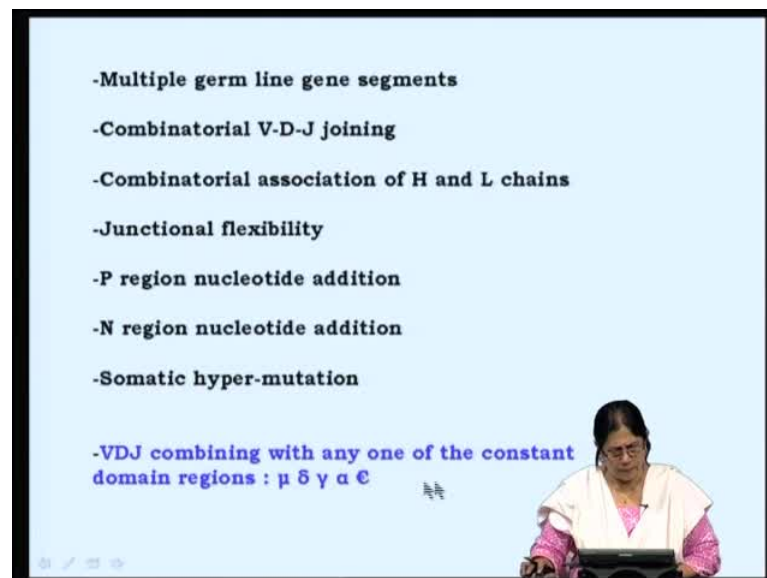 -Multiple germ line gene segments
-Combinatorial V-D-J joining
-Combinatorial association of H and L chains
-Junctional flexibility
-P region nucleotide addition
-N region nucleotide addition
-Somatic hyper-mutation
-VDJ combining with any one of the constant
domain regions : μ δ γ α €